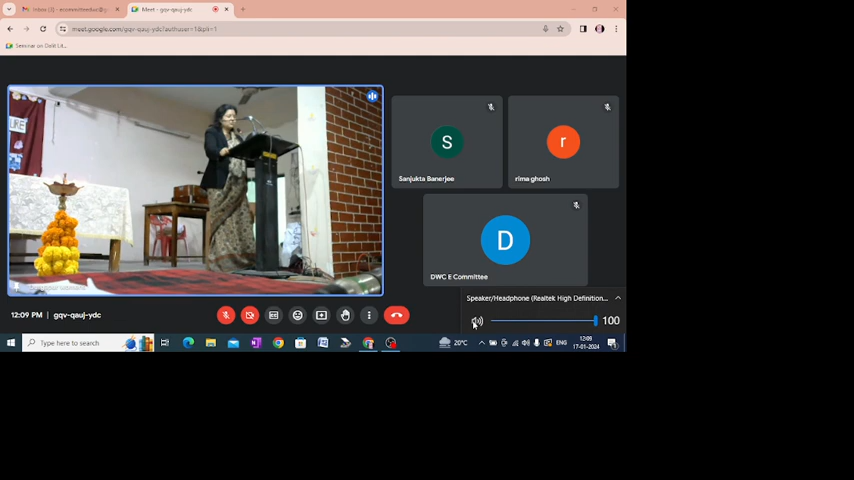 Inbox (3) - ecommitteeduc@g
Meet - gqv-qauj-ydc
meet.google.com/gqv-qauj-ydc?authuser=1&pli=1
Seminar on Dalit Lit...
URE
S
Sanjukta Banerjee
r
rima ghosh
D
DWC E Committee
Speaker/Headphone (Realtek High Definition...
100
12:09 PM | gqv-qauj-ydc
Type here to search
20°C
ENG
12:09
17-01-2024